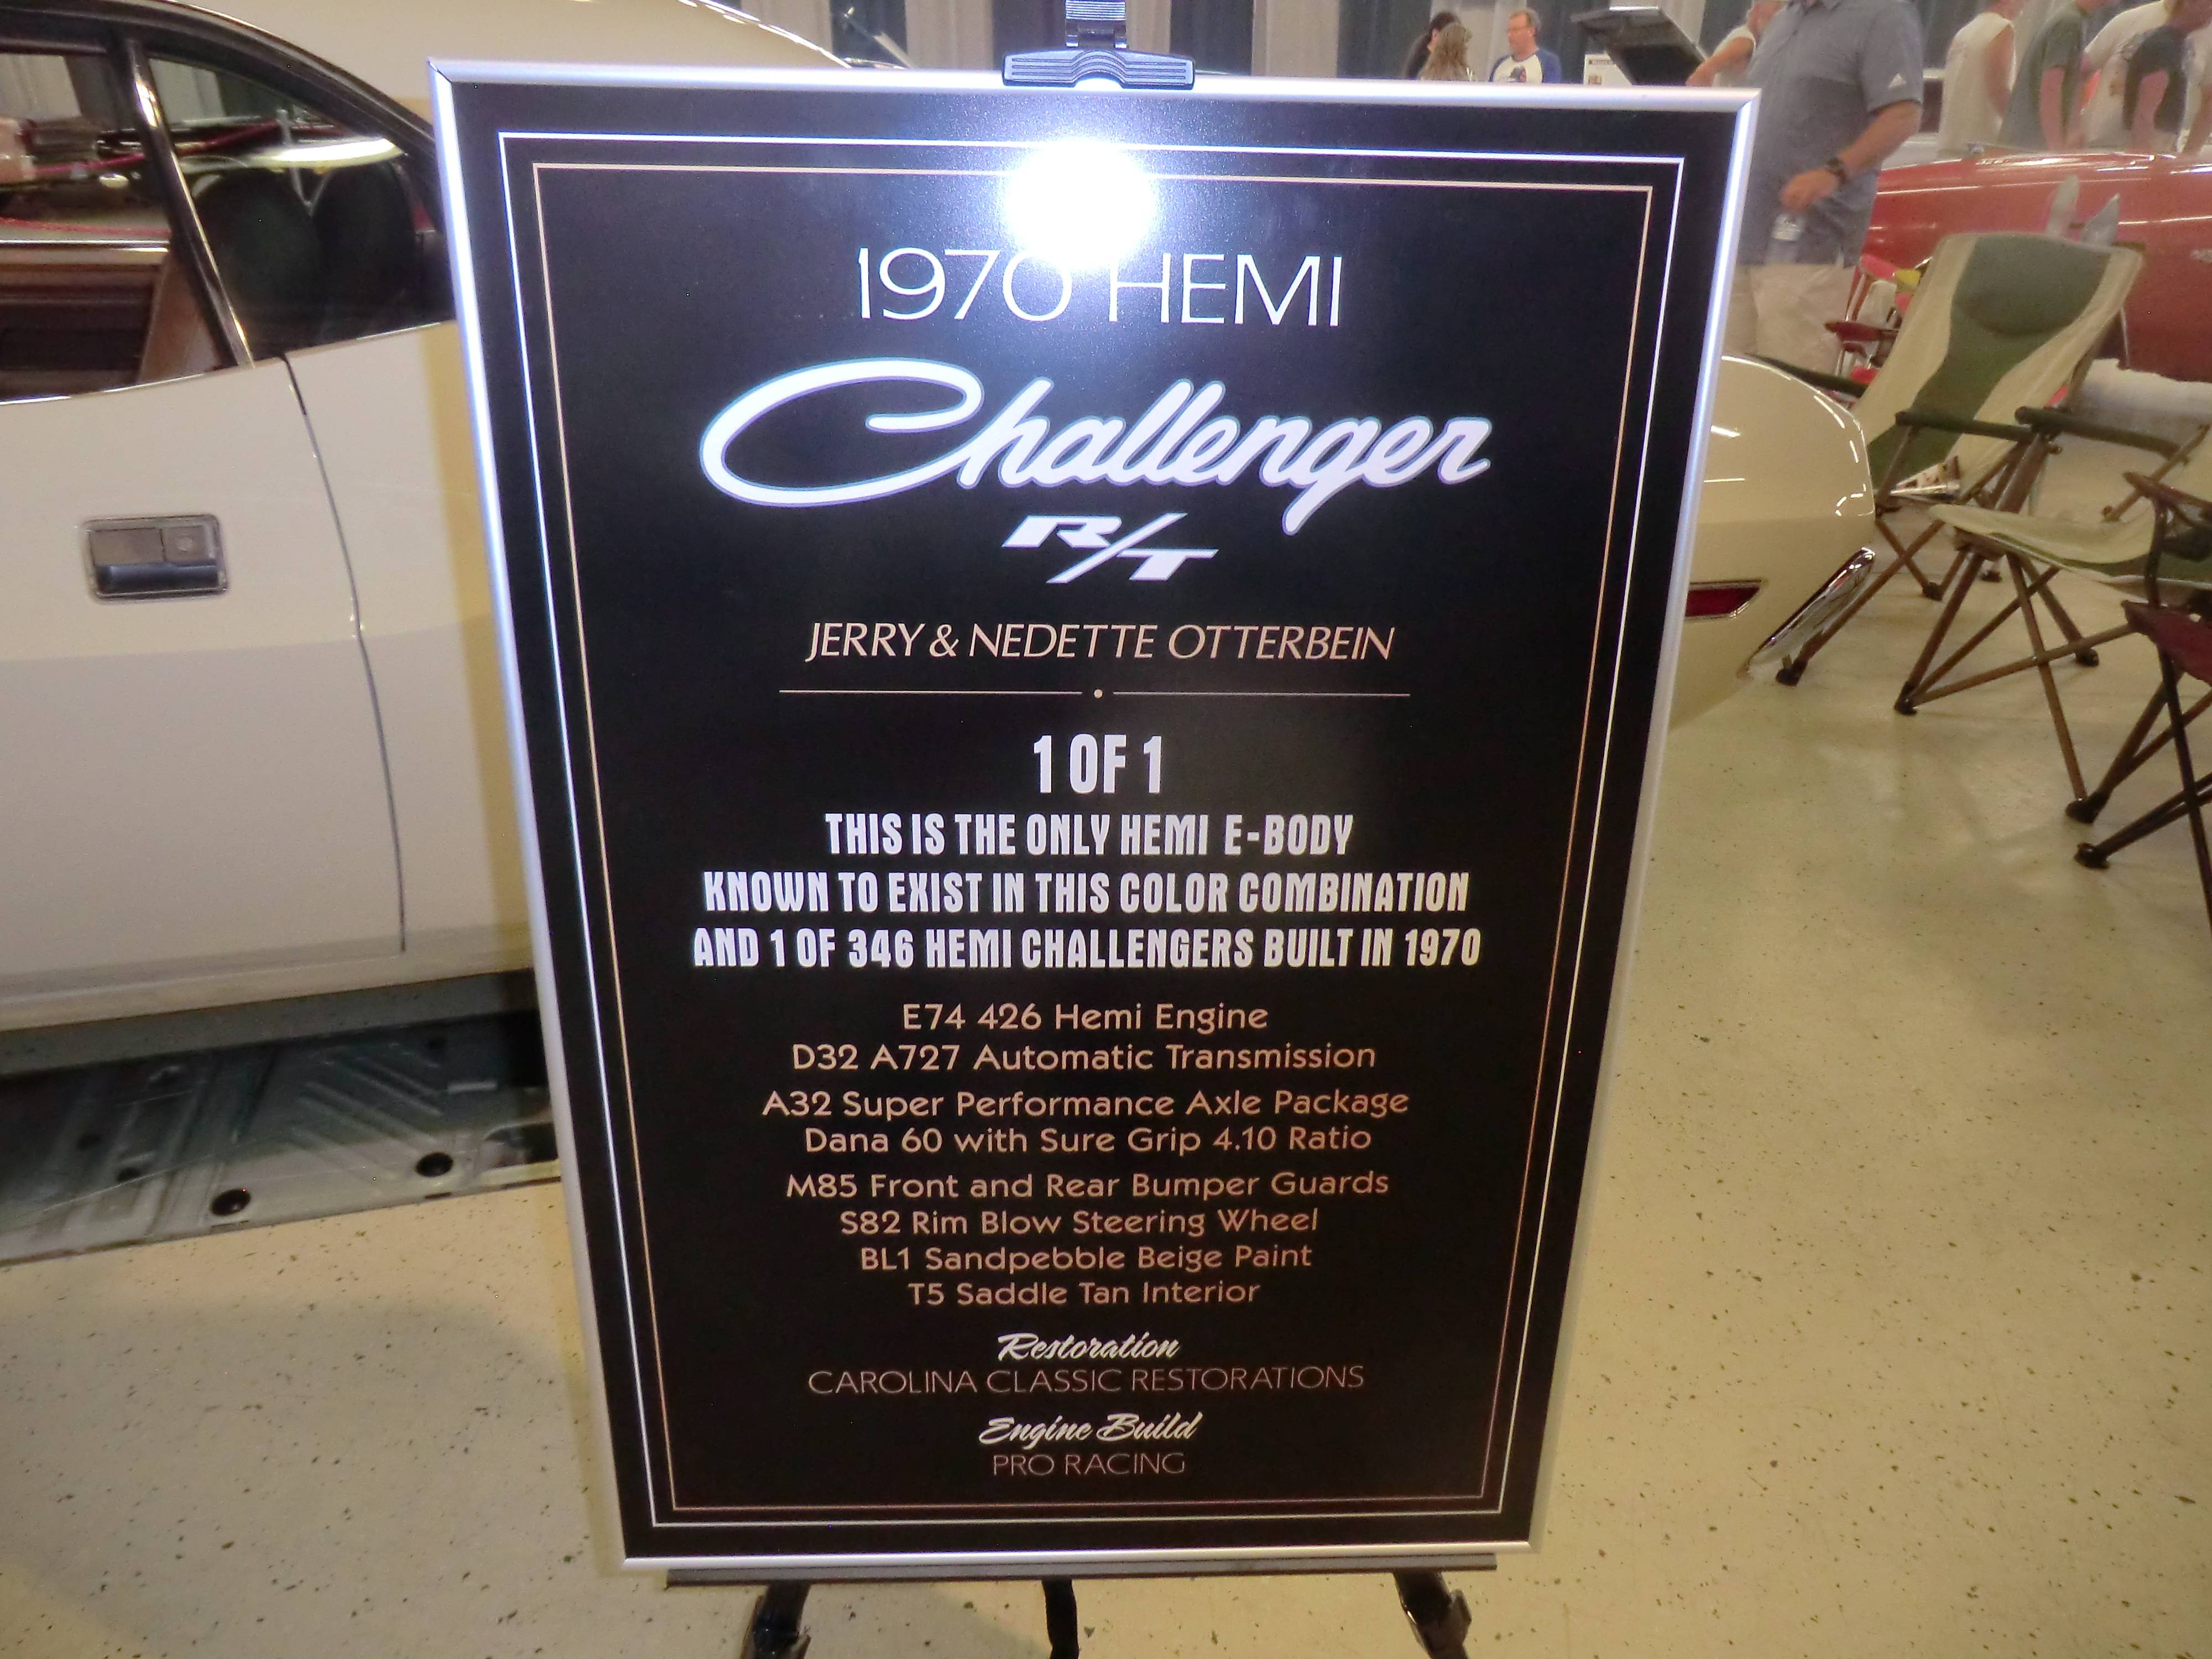 1970 HEMI
Challenger
R/T
JERRY & NEDETTE OTTERBEIN
1 OF 1
THIS IS THE ONLY HEMI E-BODY
KNOWN TO EXIST IN THIS COLOR COMBINATION
AND 1 OF 346 HEMI CHALLENGERS BUILT IN 1970
E74 426 Hemi Engine
D32 A727 Automatic Transmission
A32 Super Performance Axle Package
Dana 60 with Sure Grip 4.10 Ratio
M85 Front and Rear Bumper Guards
S82 Rim Blow Steering Wheel
BL1 Sandpebble Beige Paint
T5 Saddle Tan Interior
Restoration
CAROLINA CLASSIC RESTORATIONS
Engine Build
PRO RACING